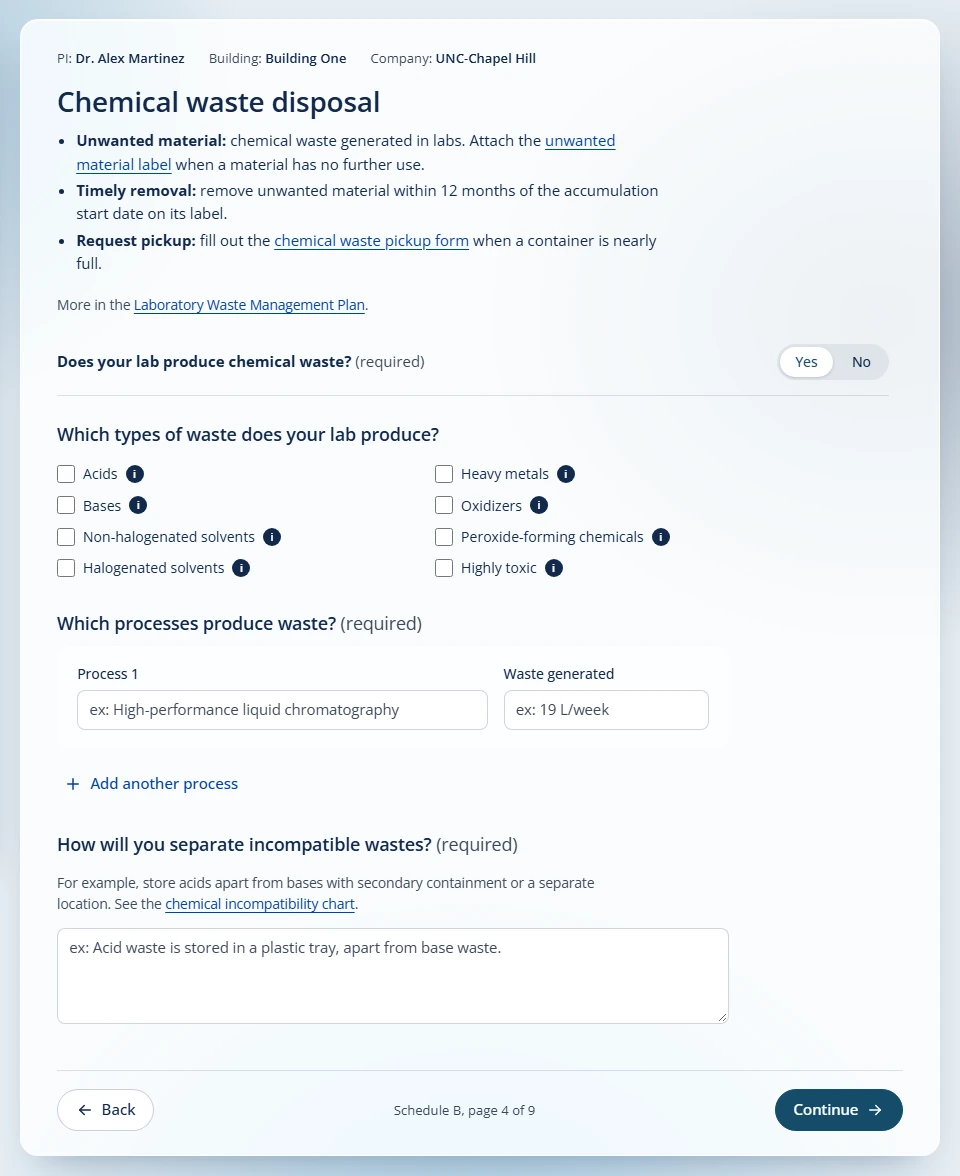 PI: Dr. Alex Martinez Building: Building One Company: UNC-Chapel Hill
Chemical waste disposal
• Unwanted material: chemical waste generated in labs. Attach the unwanted
material label when a material has no further use.
• Timely removal: remove unwanted material within 12 months of the accumulation
start date on its label.
• Request pickup: fill out the chemical waste pickup form when a container is nearly
full.
More in the Laboratory Waste Management Plan.
Does your lab produce chemical waste? (required) Yes No
Which types of waste does your lab produce?
Acids i Heavy metals i
Bases i Oxidizers i
Non-halogenated solvents i Peroxide-forming chemicals i
Halogenated solvents i Highly toxic i
Which processes produce waste? (required)
Process 1 Waste generated
ex: High-performance liquid chromatography ex: 19 L/week
+ Add another process
How will you separate incompatible wastes? (required)
For example, store acids apart from bases with secondary containment or a separate
location. See the chemical incompatibility chart.
ex: Acid waste is stored in a plastic tray, apart from base waste.
← Back Schedule B, page 4 of 9 Continue →